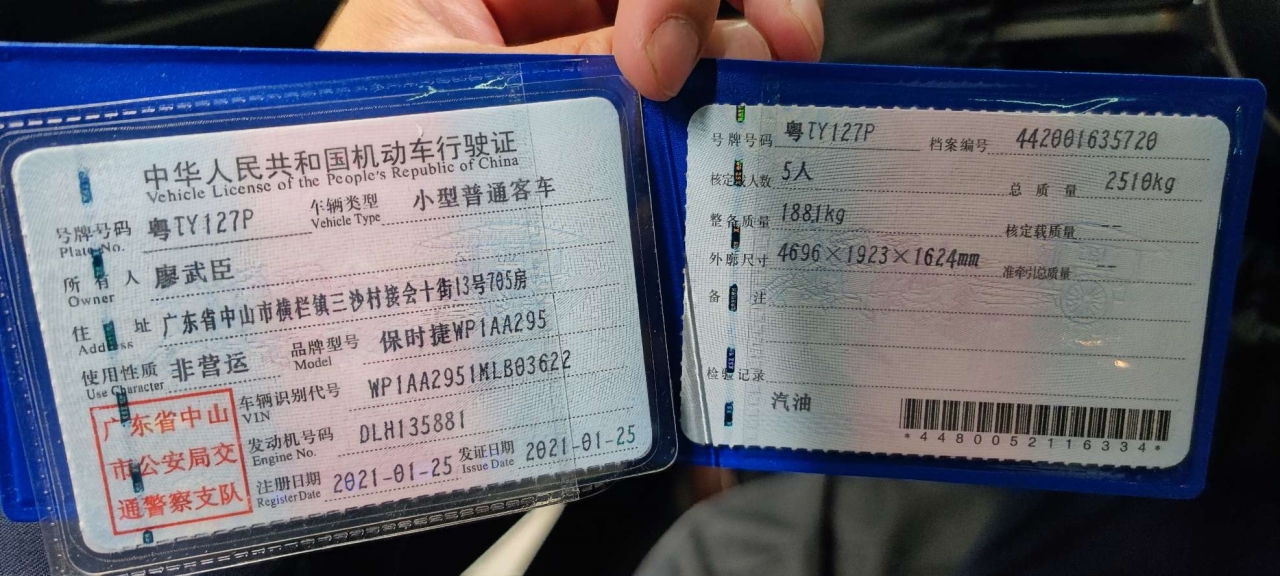 中华人民共和国机动车行驶证
Vehicle License of the People's Republic of China
号牌号码 粤TY127P 车辆类型 小型普通客车
Plate No. Vehicle Type
所有人 廖武臣
Owner
住址 广东省中山市横栏镇三沙村接会十街13号705房
Address
使用性质 非营运 品牌型号 保时捷WP1AA295
Use Character Model
车辆识别代号 WP1AA2951MLB03622
VIN
发动机号码 DLH135881
Engine No.
注册日期 2021-01-25 发证日期 2021-01-25
Register Date Issue Date
广东省中山
市公安局交
通警察支队
号牌号码 粤TY127P 档案编号 442001635720
核定载人数 5人 总质量 2510kg
整备质量 1881kg 核定载质量 --
外廓尺寸 4696×1923×1624mm 准牵引总质量 --
备注
检验记录
汽油
*4480052116334*